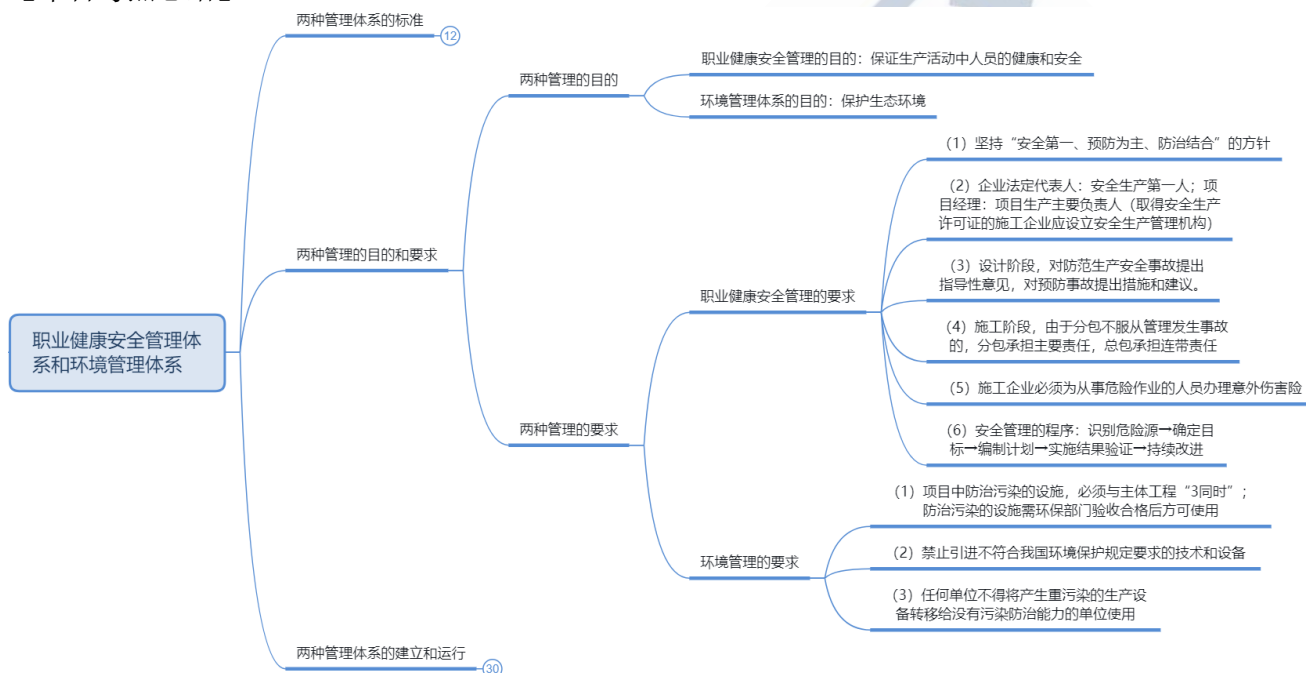 两种管理体系的标准
12
职业健康安全管理的目的：保证生产活动中人员的健康和安全
两种管理的目的
环境管理体系的目的：保护生态环境
（1）坚持“安全第一、预防为主、防治结合”的方针
（2）企业法定代表人：安全生产第一人；项
目经理：项目生产主要负责人（取得安全生产
许可证的施工企业应设立安全生产管理机构）
两种管理的目的和要求
（3）设计阶段，对防范生产安全事故提出
指导性意见，对预防事故提出措施和建议。
职业健康安全管理的要求
（4）施工阶段，由于分包不服从管理发生事故
的，分包承担主要责任，总包承担连带责任
职业健康安全管理体
系和环境管理体系
（5）施工企业必须为从事危险作业的人员办理意外伤害险
两种管理的要求
（6）安全管理的程序：识别危险源→确定目
标→编制计划→实施结果验证→持续改进
（1）项目中防治污染的设施，必须与主体工程“3同时”；
防治污染的设施需环保部门验收合格后方可使用
环境管理的要求
（2）禁止引进不符合我国环境保护规定要求的技术和设备
（3）任何单位不得将产生重污染的生产设
备转移给没有污染防治能力的单位使用
两种管理体系的建立和运行
30